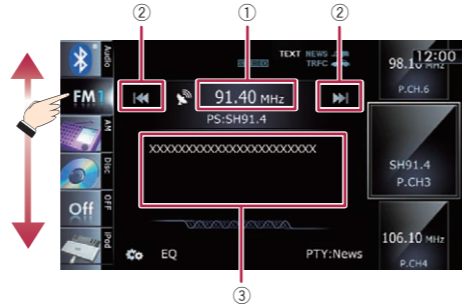 ② ① ②
Audio
TEXT NEWS
STEREO TRFC
12:00
98.10 MHz
P.CH.6
FM1
91.40 MHz
PS:SH91.4
AM
XXXXXXXXXXXXXXXXXXXXXXXX
Disc
SH91.4
P.CH3
OFF
Off
iPod
106.10 MHz
P.CH4
EQ
PTY:News
③